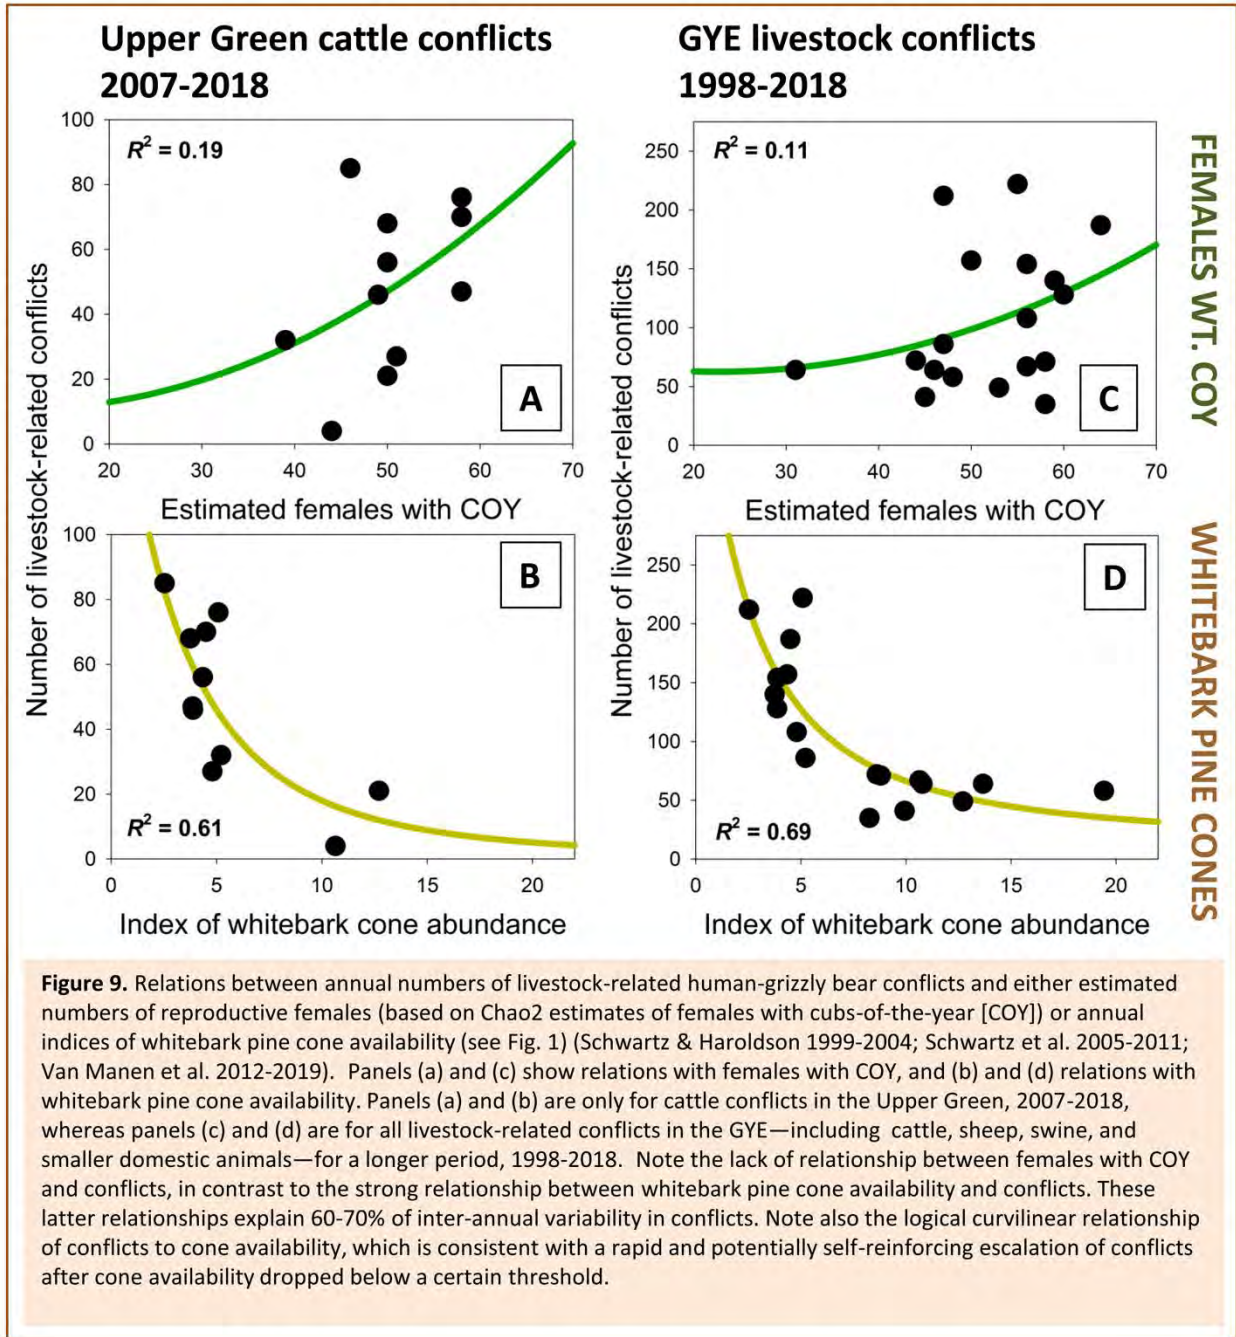 Upper Green cattle conflicts
2007-2018
GYE livestock conflicts
1998-2018
100
80
60
40
20
0
R² = 0.19
A
20 30 40 50 60 70
Estimated females with COY
250
200
150
100
50
0
R² = 0.11
C
20 30 40 50 60 70
Estimated females with COY
FEMALES WT. COY
Number of livestock-related conflicts
Number of livestock-related conflicts
100
80
60
40
20
0
B
R² = 0.61
0 5 10 15 20
Index of whitebark cone abundance
250
200
150
100
50
0
D
R² = 0.69
0 5 10 15 20
Index of whitebark cone abundance
WHITEBARK PINE CONES
Figure 9. Relations between annual numbers of livestock-related human-grizzly bear conflicts and either estimated
numbers of reproductive females (based on Chao2 estimates of females with cubs-of-the-year [COY]) or annual
indices of whitebark pine cone availability (see Fig. 1) (Schwartz & Haroldson 1999-2004; Schwartz et al. 2005-2011;
Van Manen et al. 2012-2019). Panels (a) and (c) show relations with females with COY, and (b) and (d) relations with
whitebark pine cone availability. Panels (a) and (b) are only for cattle conflicts in the Upper Green, 2007-2018,
whereas panels (c) and (d) are for all livestock-related conflicts in the GYE—including cattle, sheep, swine, and
smaller domestic animals—for a longer period, 1998-2018. Note the lack of relationship between females with COY
and conflicts, in contrast to the strong relationship between whitebark pine cone availability and conflicts. These
latter relationships explain 60-70% of inter-annual variability in conflicts. Note also the logical curvilinear relationship
of conflicts to cone availability, which is consistent with a rapid and potentially self-reinforcing escalation of conflicts
after cone availability dropped below a certain threshold.